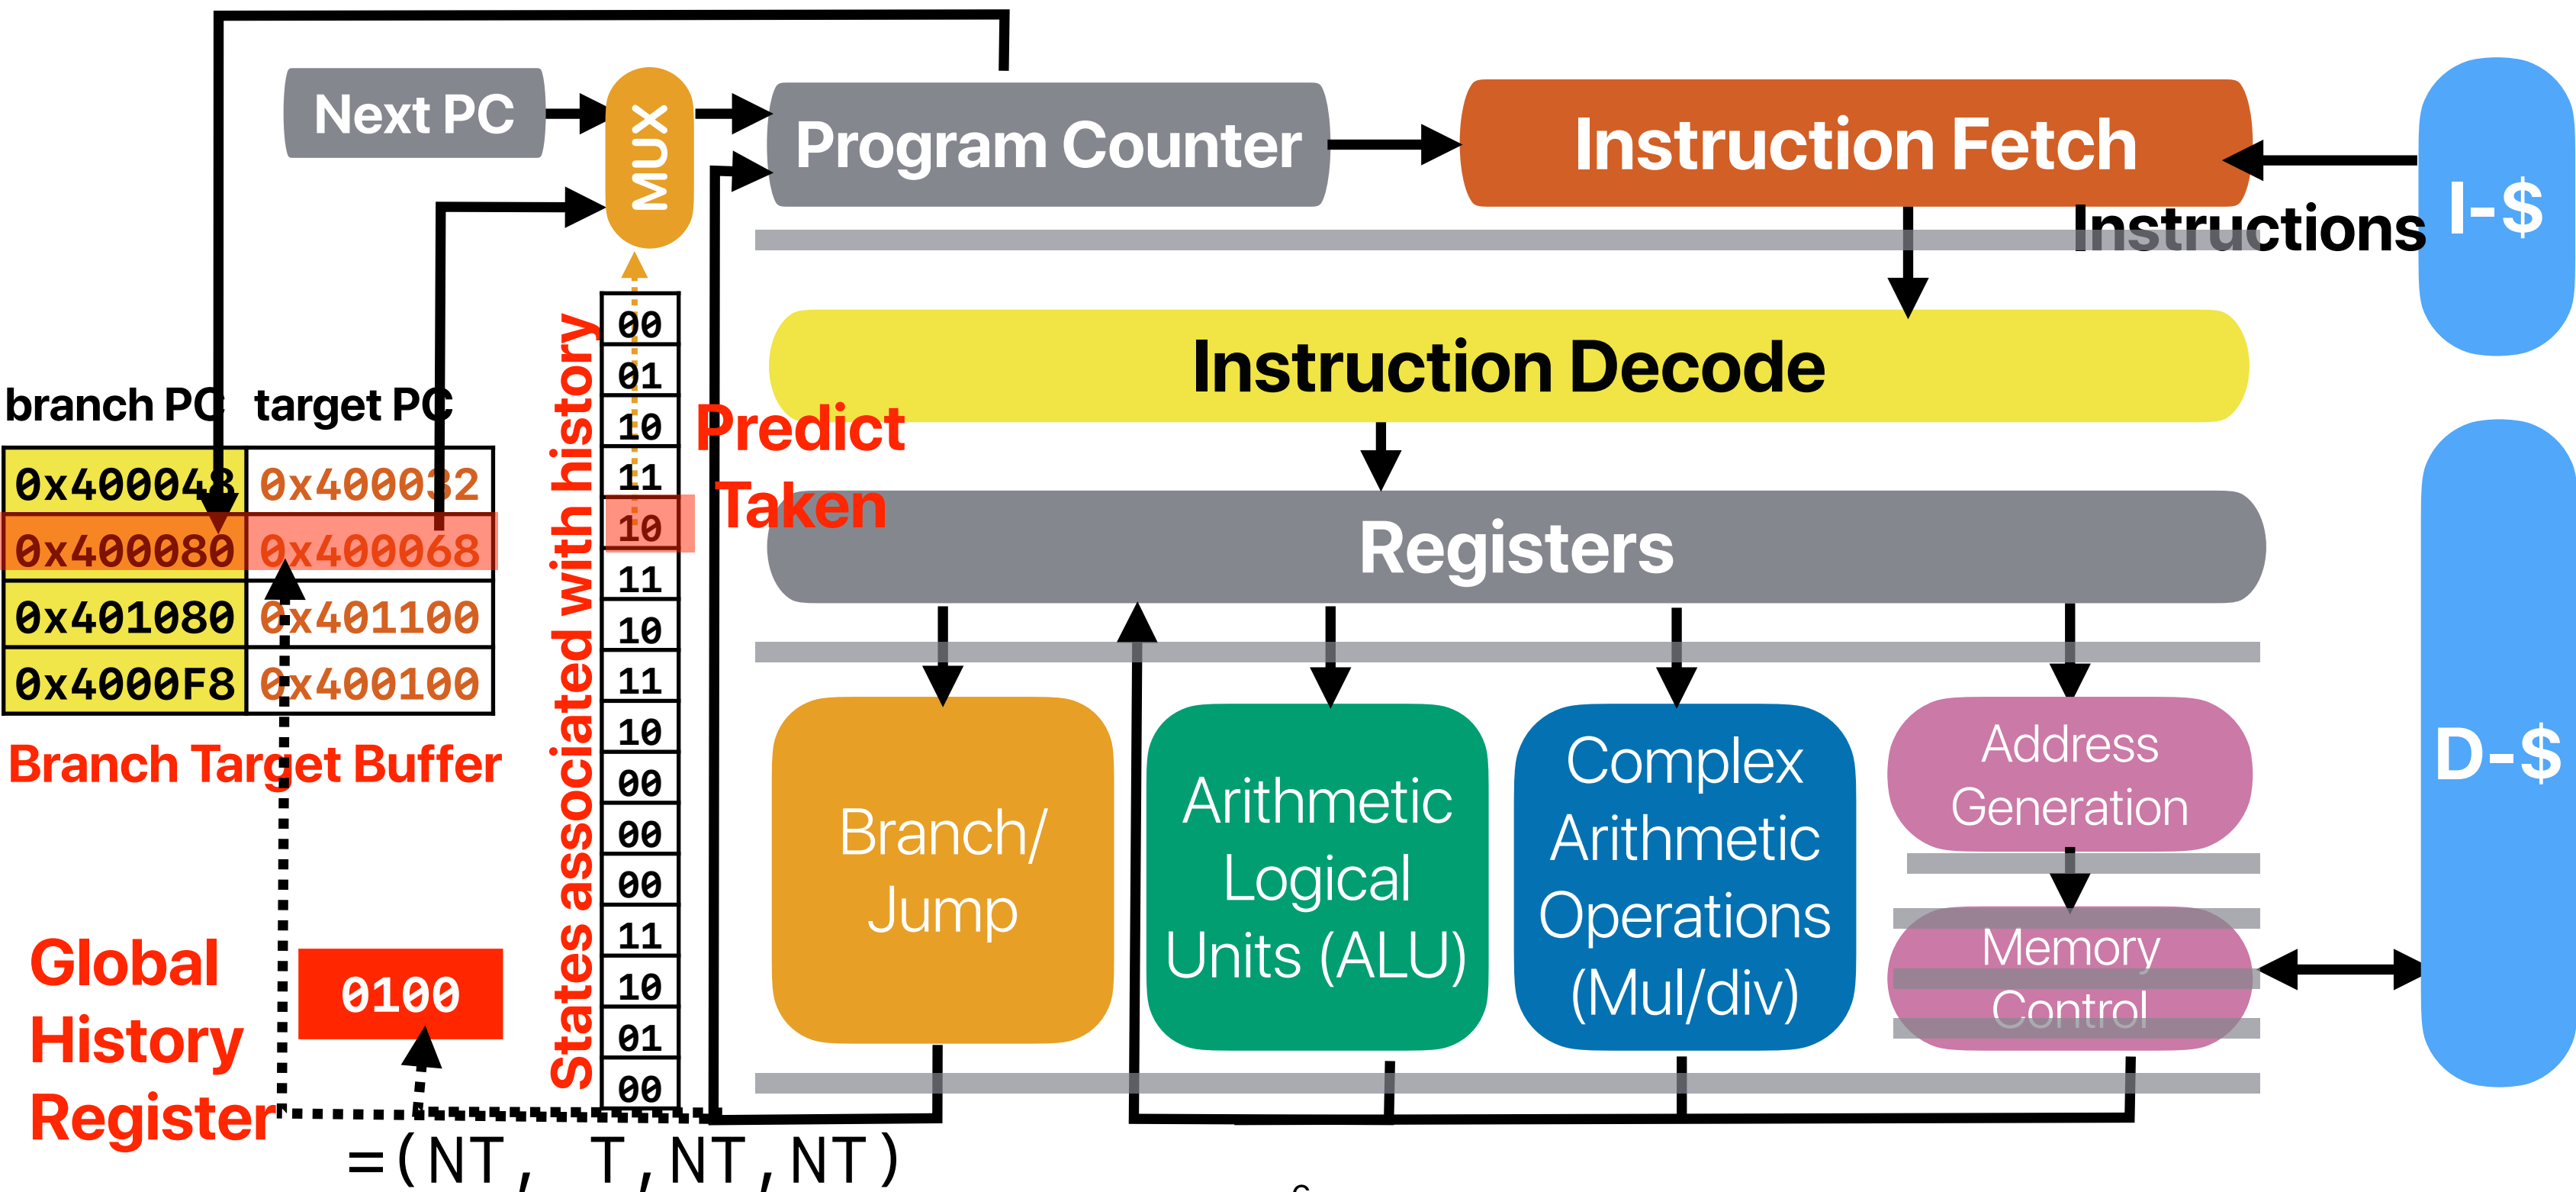 Next PC
MUX
Program Counter
Instruction Fetch
I-$
Instructions
Instruction Decode
Predict
Taken
Registers
branch PC target PC
0x400048 0x400032
0x400080 0x400068
0x401080 0x401100
0x4000F8 0x400100
Branch Target Buffer
States associated with history
00
01
10
11
10
11
10
11
10
00
00
00
11
10
01
00
Branch/
Jump
Arithmetic
Logical
Units (ALU)
Complex
Arithmetic
Operations
(Mul/div)
Address
Generation
Memory
Control
D-$
Global
History
Register
0100
=(NT, T,NT,NT)